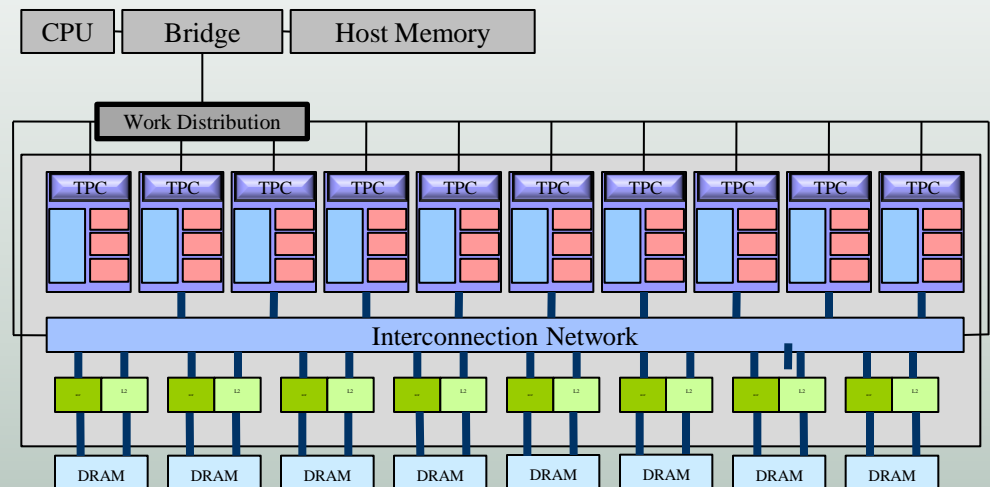 CPU Bridge Host Memory
Work Distribution
TPC TPC TPC TPC TPC TPC TPC TPC TPC TPC
Interconnection Network
L2 L2 L2 L2 L2 L2 L2 L2
DRAM DRAM DRAM DRAM DRAM DRAM DRAM DRAM